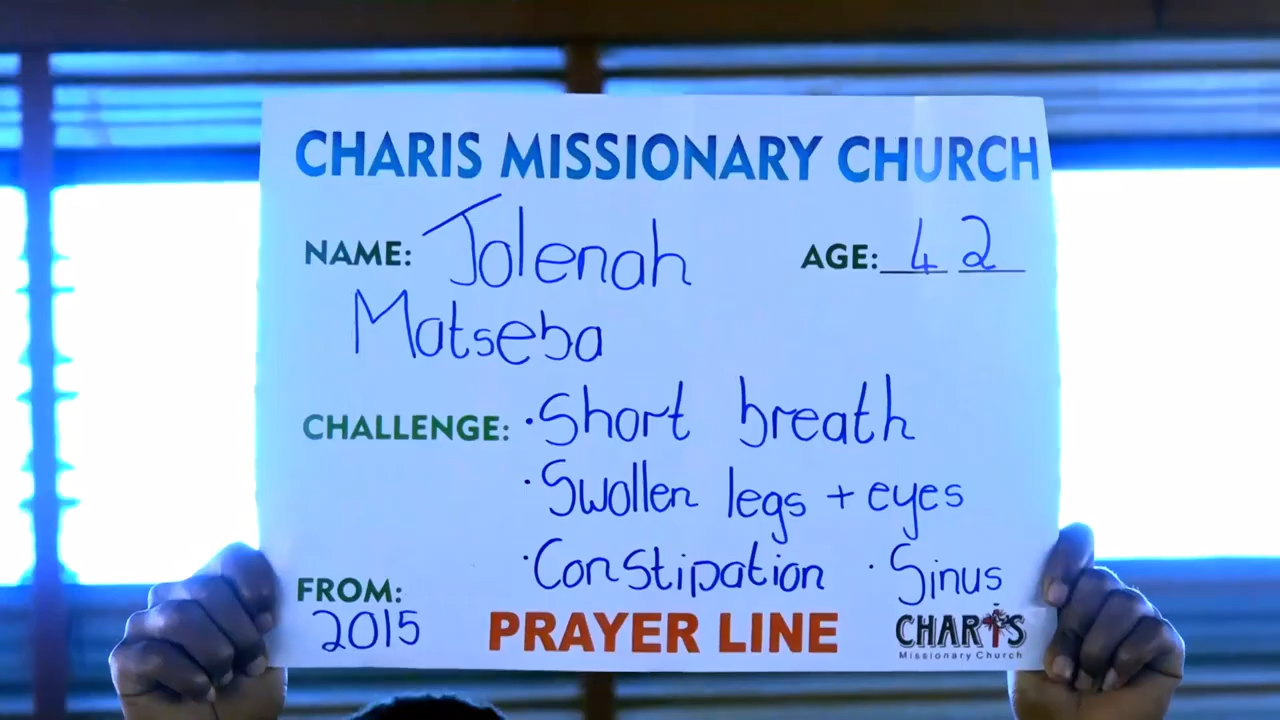 CHARIS MISSIONARY CHURCH
NAME: Jolenah AGE: 42
Matseba
CHALLENGE: · Short breath
· Swollen legs + eyes
· Constipation · Sinus
FROM:
2015 PRAYER LINE CHARIS
Missionary Church